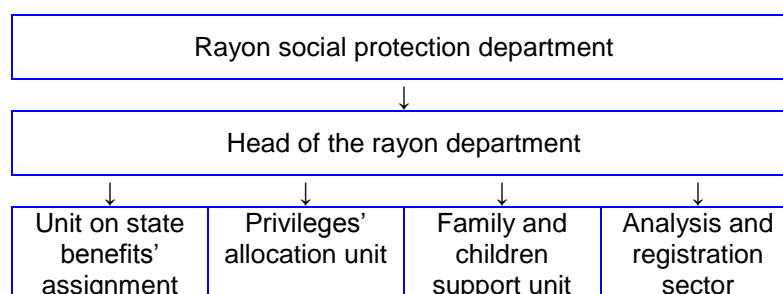 Rayon social protection department
↓
Head of the rayon department
↓ ↓ ↓ ↓
Unit on state
benefits’
assignment
Privileges’
allocation unit
Family and
children
support unit
Analysis and
registration
sector